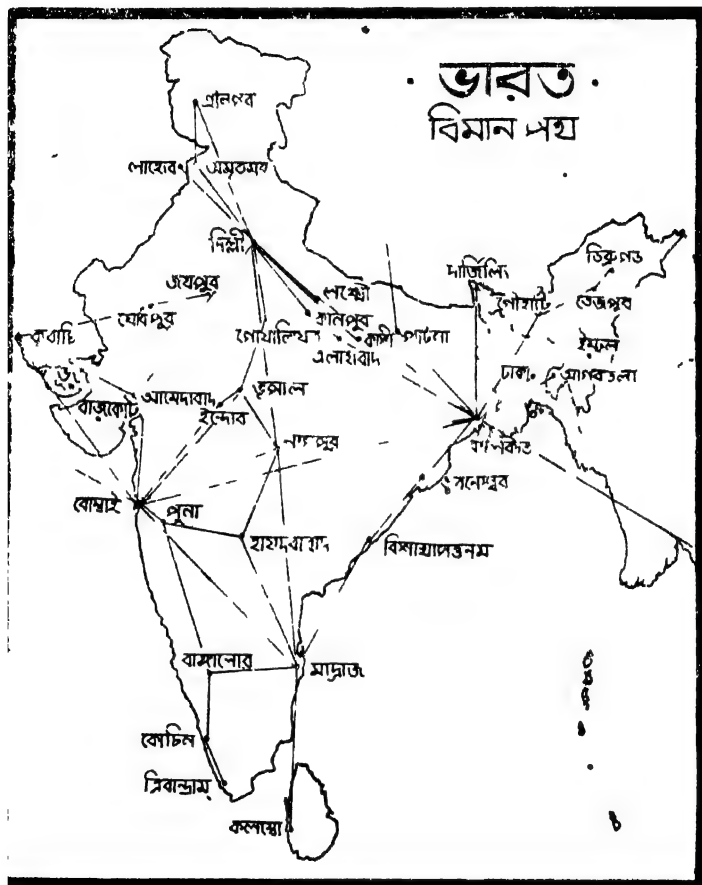 ভারত
বিমান পথ
শ্রীনগর
লাহোর
অমৃতসর
দিল্লী
দার্জিলিং
ডিব্রুগড়
জয়পুর
লক্ষ্ণৌ
গৌহাটি
তেজপুর
যোধপুর
কানপুর
করাচি
গোয়ালিয়র
কাশী
পাটনা
ইম্ফল
এলাহাবাদ
ঢাকা
আগরতলা
ভূপাল
আমেদাবাদ
রাজকোট
ইন্দোর
নাগপুর
কলিকাতা
বোম্বাই
পুনা
হায়দরাবাদ
বিশাখাপত্তনম
বাঙ্গালোর
মাদ্রাজ
কোচিন
ত্রিবান্দ্রাম
কলম্বো